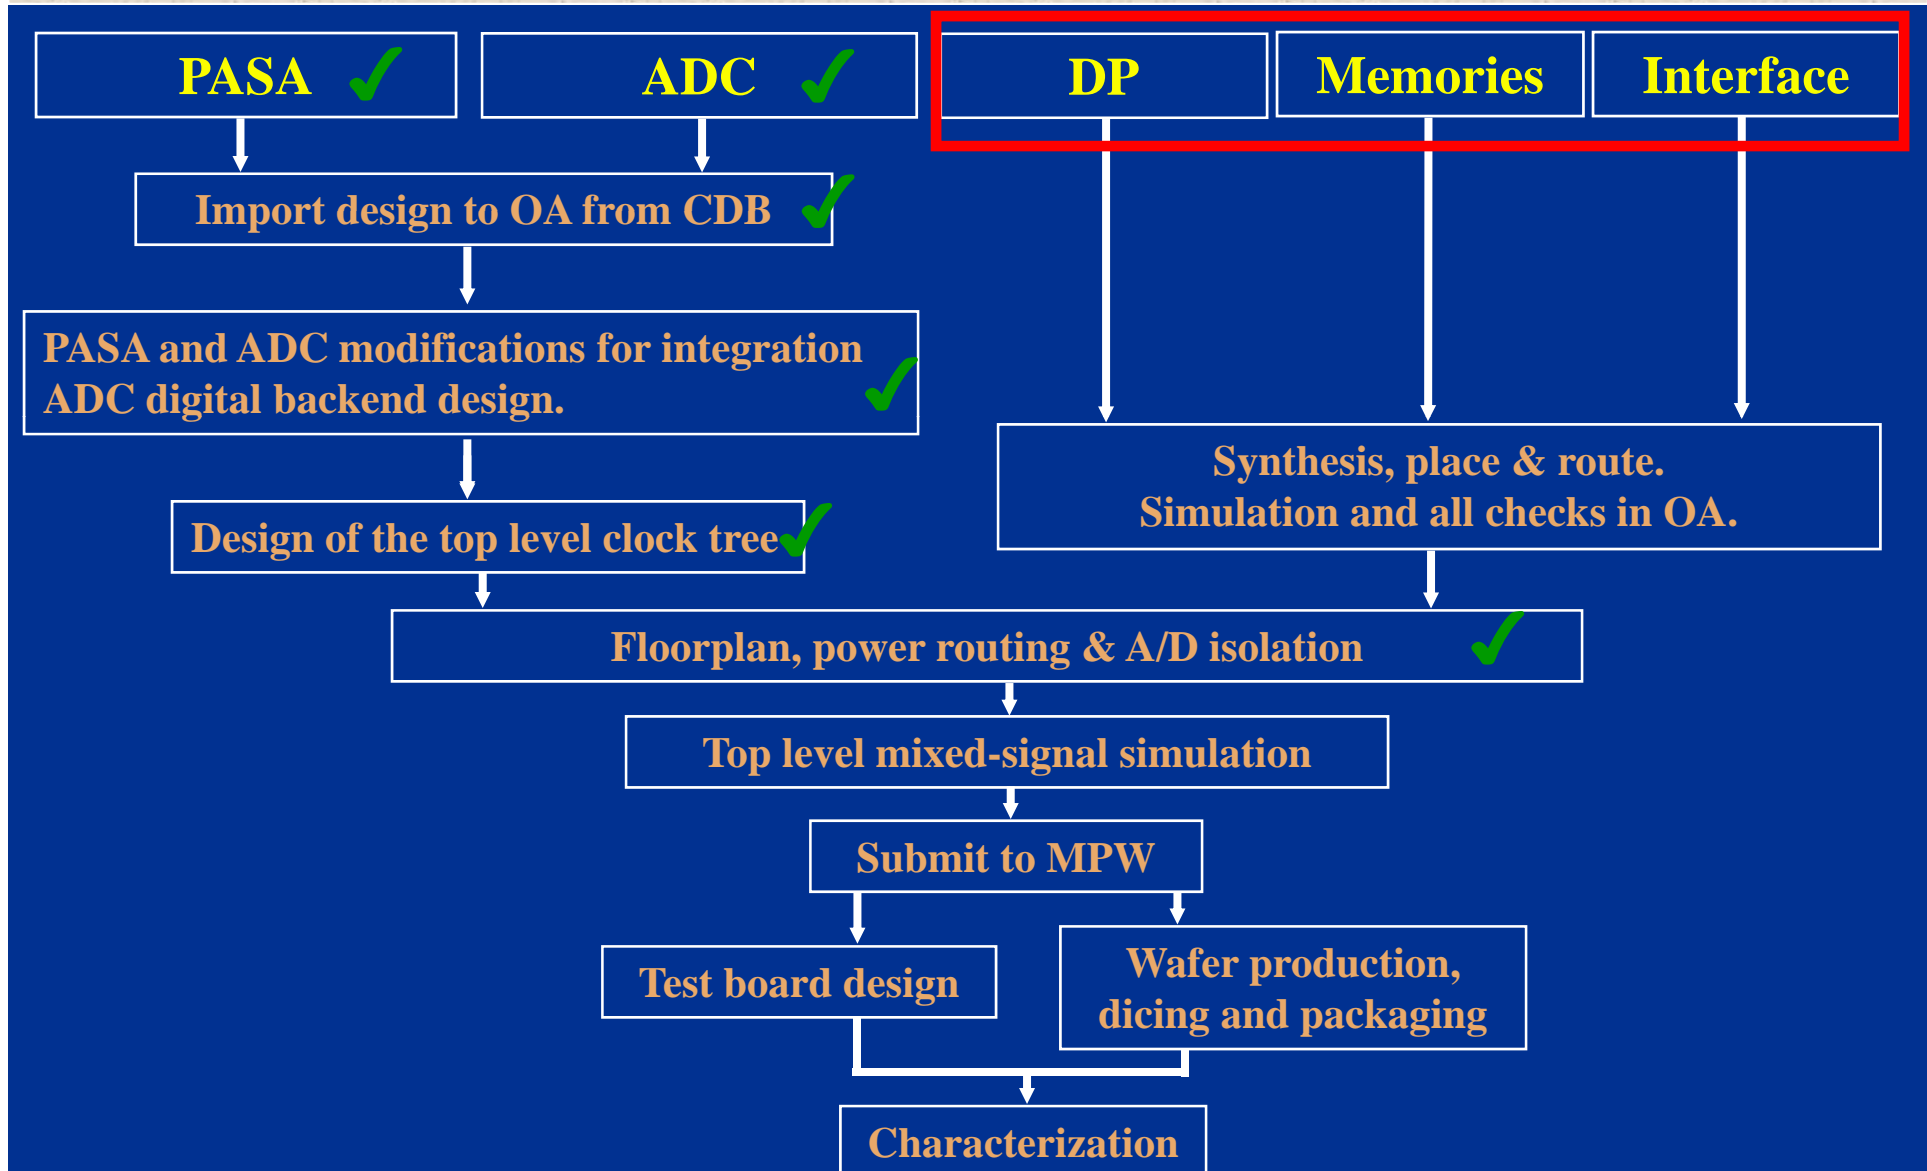 PASA
ADC
DP
Memories
Interface
Import design to OA from CDB
PASA and ADC modifications for integration
ADC digital backend design.
Synthesis, place & route.
Simulation and all checks in OA.
Design of the top level clock tree
Floorplan, power routing & A/D isolation
Top level mixed-signal simulation
Submit to MPW
Test board design
Wafer production,
dicing and packaging
Characterization